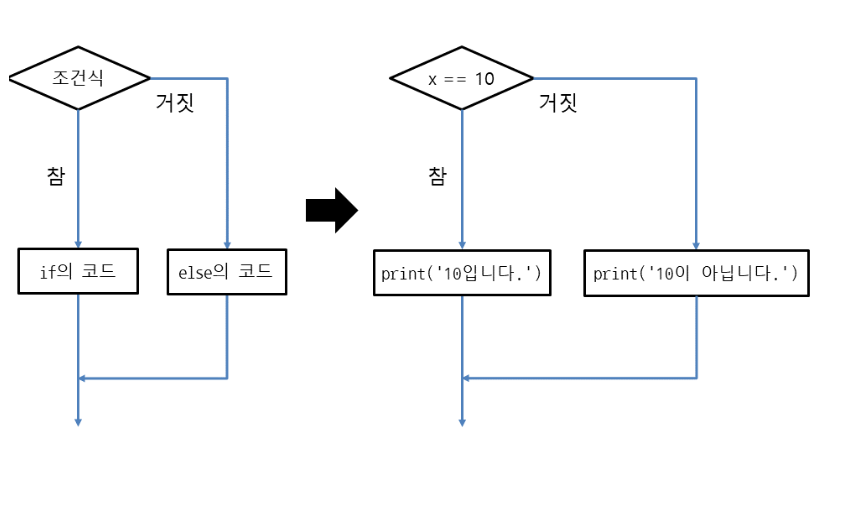 조건식
거짓
참
if의 코드
else의 코드
x == 10
거짓
참
print('10입니다.')
print('10이 아닙니다.')